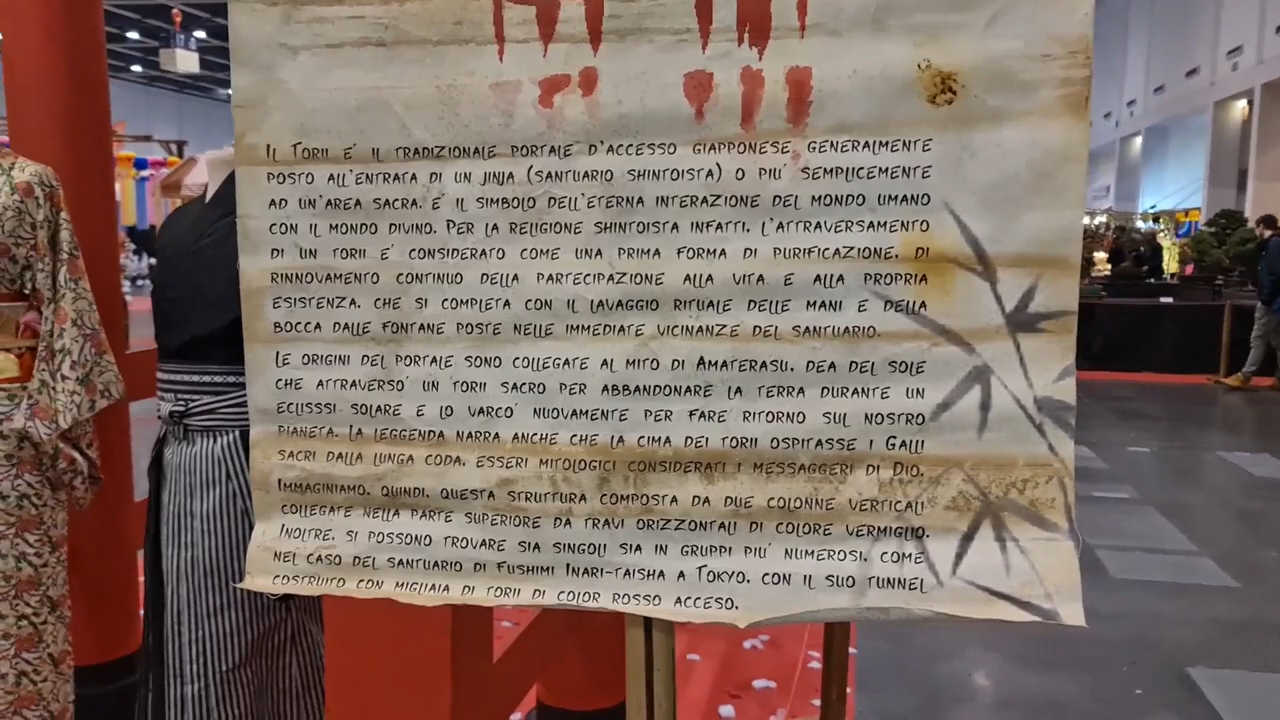 Il Torii e' il tradizionale portale d'accesso giapponese, generalmente
posto all'entrata di un jinja (santuario shintoista) o piu' semplicemente
ad un'area sacra. E' il simbolo dell'eterna interazione del mondo umano
con il mondo divino. Per la religione shintoista infatti, l'attraversamento
di un torii e' considerato come una prima forma di purificazione, di
rinnovamento continuo della partecipazione alla vita e alla propria
esistenza, che si completa con il lavaggio rituale delle mani e della
bocca dalle fontane poste nelle immediate vicinanze del santuario.
Le origini del portale sono collegate al mito di Amaterasu, dea del sole
che attraverso' un torii sacro per abbandonare la terra durante un
eclisssi solare e lo varco' nuovamente per fare ritorno sul nostro
pianeta. La leggenda narra anche che la cima dei torii ospitasse i Galli
sacri dalla lunga coda, esseri mitologici considerati i messaggeri di Dio.
Immaginiamo, quindi, questa struttura composta da due colonne verticali
collegate nella parte superiore da travi orizzontali di colore vermiglio.
Inoltre, si possono trovare sia singoli sia in gruppi piu' numerosi, come
nel caso del santuario di Fushimi Inari-taisha a Tokyo, con il suo tunnel
costruito con migliaia di torii di color rosso acceso.